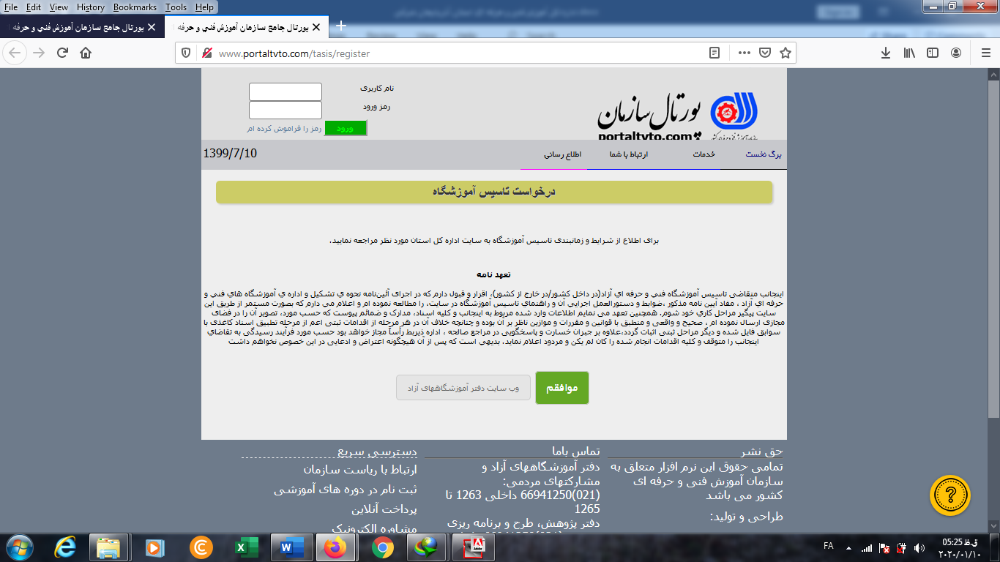 File Edit View History Bookmarks Tools Help
پورتال جامع سازمان آموزش فني و حرفه ا
پورتال جامع سازمان آموزش فني و حرفه ا
www.portaltvto.com/tasis/register
نام کاربری
رمز ورود
ورود
رمز را فراموش کرده ام
پورتال سازمان
portaltvto.com
برگ نخست
خدمات
ارتباط با شما
اطلاع رسانی
1399/7/10
درخواست تاسیس آموزشگاه
برای اطلاع از شرایط و زمانبندی تاسیس آموزشگاه به سایت اداره کل استان مورد نظر مراجعه نمایید.
تعهد نامه
اینجانب متقاضی تاسیس آموزشگاه فنی و حرفه اي آزاد(در داخل کشور/در خارج از کشور)، اقرار و قبول دارم که در اجرای آئین‌نامه نحوه ي تشکیل و اداره ي آموزشگاه هاي فنی و
حرفه اي آزاد ، مفاد آیین نامه مذکور ،ضوابط و دستورالعمل اجرایي آن و راهنماي تاسیس آموزشگاه در سایت، را مطالعه نموده ام و اعلام می دارم که بصورت مستمر از طریق این
سایت پیگیر مراحل کاري خود شوم. همچنین تعهد می نمایم اطلاعات وارد شده مربوط به اینجانب و کلیه اسناد، مدارک و ضمائم پیوست که حسب مورد، تصویر آن را در فضای
مجازی ارسال نموده ام ، صحیح و واقعی و منطبق با قوانین و مقررات و موازین ناظر بر آن بوده و چنانچه خلاف آن در هر مرحله از اقدامات ثبتی اعم از مرحله تطبیق اسناد کاغذی با
سوابق فایل شده و دیگر مراحل ثبتی اثبات گردد،علاوه بر جبران خسارت و پاسخگویی در مراجع صالحه ، اداره ذیربط رأساً مجاز خواهد بود حسب مورد فرآیند رسیدگی به تقاضاي
اینجانب را متوقف و کلیه اقدامات انجام شده را کان لم یکن و مردود اعلام نماید. بدیهی است که پس از آن هیچگونه اعتراض و ادعایی در این خصوص نخواهم داشت
موافقم
وب سایت دفتر آموزشگاههای آزاد
حق نشر
تمامی حقوق این نرم افزار متعلق به
سازمان آموزش فنی و حرفه ای
کشور می باشد
طراحی و تولید:
تماس باما
دفتر آموزشگاههای آزاد و
مشارکتهای مردمی:
(021)66941250 داخلی 1263 تا
1265
دفتر پژوهش، طرح و برنامه ریزی
دسترسی سریع
ارتباط با ریاست سازمان
ثبت نام در دوره های آموزشی
پرداخت آنلاین
مشاوره الکترونیک
FA
05:25 ق.ظ
۲۰۲۰/۰۱/۱۰